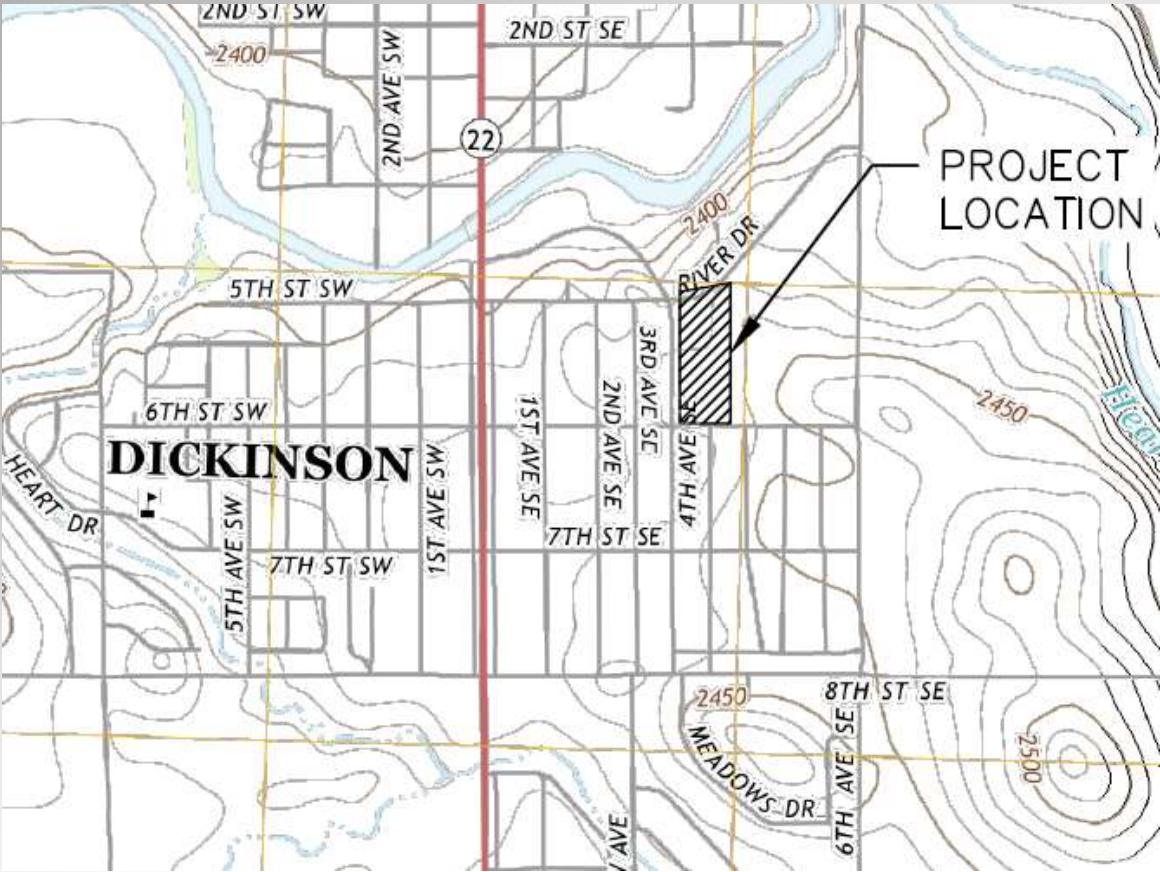 2ND ST SW
2ND ST SE
2400
2ND AVE SW
22
PROJECT
LOCATION
2400
RIVER DR
5TH ST SW
3RD AVE SE
2450
2ND AVE SE
1ST AVE SE
6TH ST SW
4TH AVE SE
DICKINSON
HEART DR
1ST AVE SW
5TH AVE SW
7TH ST SE
7TH ST SW
8TH ST SE
2450
MEADOWS DR
6TH AVE SE
2500
AVE